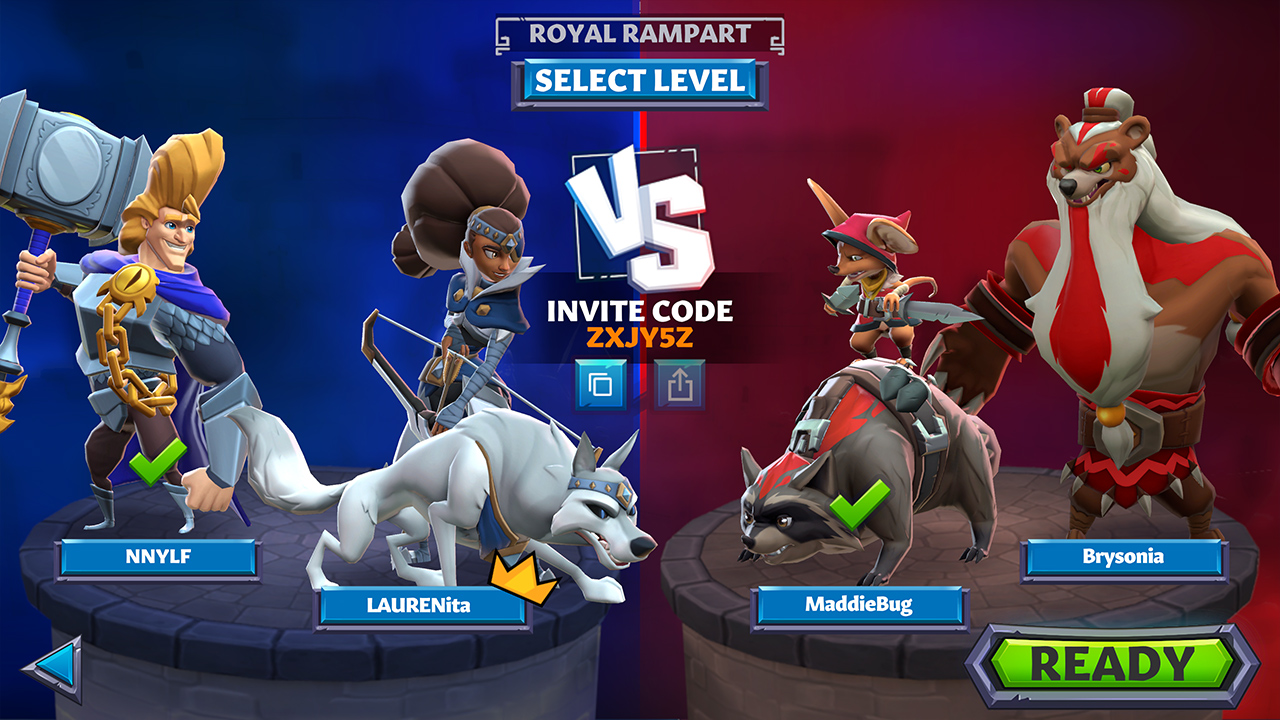 ROYAL RAMPART
SELECT LEVEL
VS
INVITE CODE
ZXJY5Z
NNYLF
LAURENita
MaddieBug
Brysonia
READY